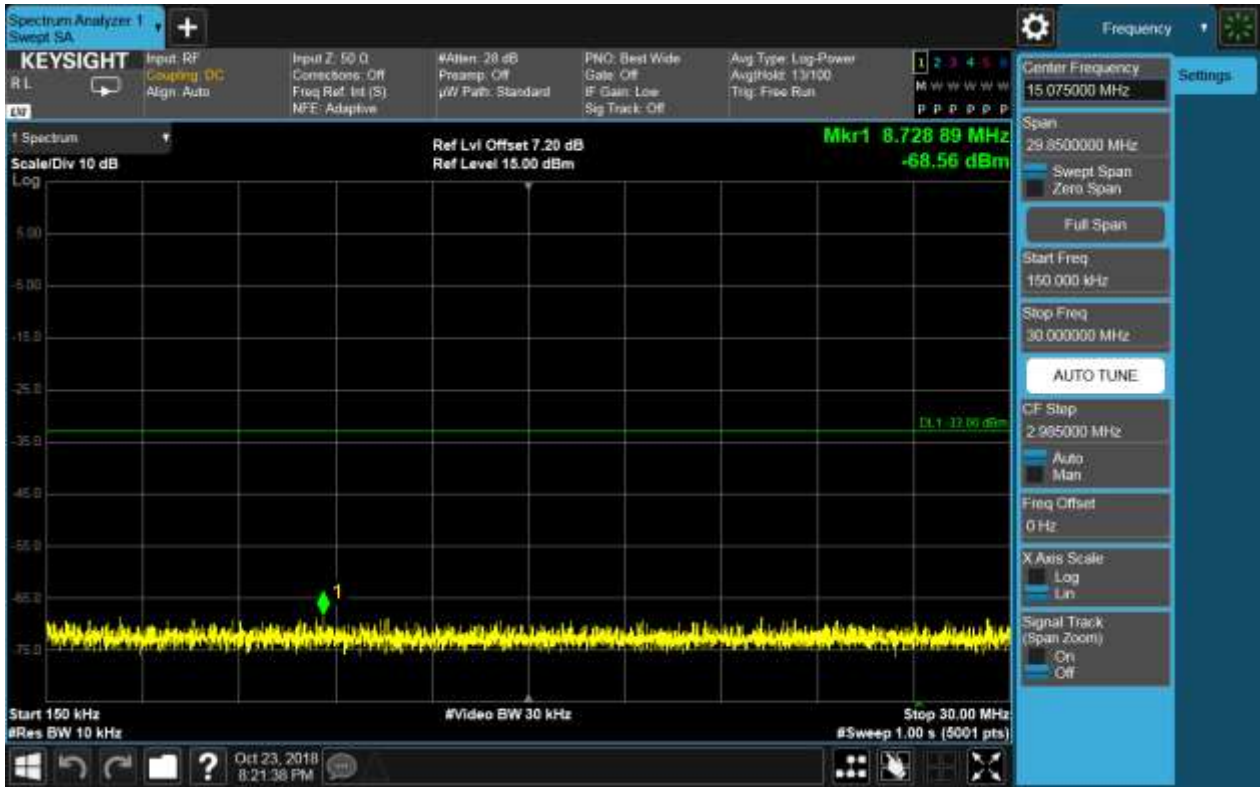 Spectrum Analyzer 1
Swept SA
Frequency
KEYSIGHT
R L
Input: RF
Coupling: DC
Align: Auto
Input Z: 50 Ω
Corrections: Off
Freq Ref: Int (S)
NFE: Adaptive
#Atten: 28 dB
Preamp: Off
µW Path: Standard
PNO: Best Wide
Gate: Off
IF Gain: Low
Sig Track: Off
Avg Type: Log-Power
Avg|Hold: 13/100
Trig: Free Run
1 2 3 4 5 6
M W W W W W
P P P P P P
1 Spectrum
Scale/Div 10 dB
Log
Ref Lvl Offset 7.20 dB
Ref Level 15.00 dBm
Mkr1 8.728 89 MHz
-68.56 dBm
5.00
-5.00
-15.0
-25.0
DL1 -33.00 dBm
-35.0
-45.0
-55.0
-65.0
1
-75.0
Start 150 kHz
#Res BW 10 kHz
#Video BW 30 kHz
Stop 30.00 MHz
#Sweep 1.00 s (5001 pts)
Center Frequency
15.075000 MHz
Settings
Span
29.8500000 MHz
Swept Span
Zero Span
Full Span
Start Freq
150.000 kHz
Stop Freq
30.000000 MHz
AUTO TUNE
CF Step
2.985000 MHz
Auto
Man
Freq Offset
0 Hz
X Axis Scale
Log
Lin
Signal Track
(Span Zoom)
On
Off
?
Oct 23, 2018
8:21:38 PM